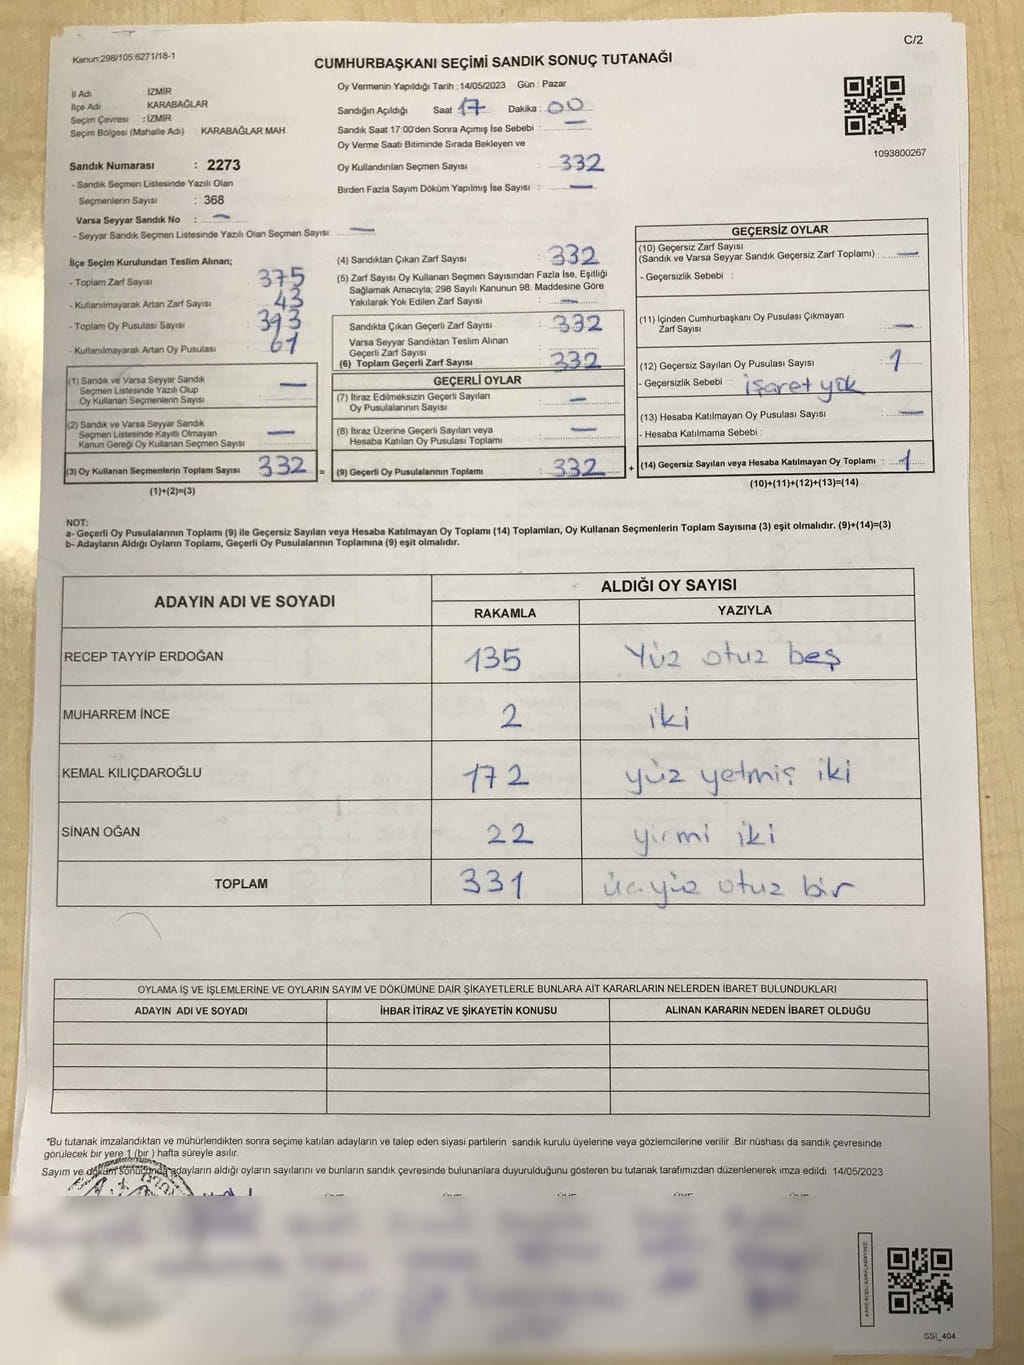 C/2
Kanun;298/105;6271/18-1
CUMHURBAŞKANI SEÇİMİ SANDIK SONUÇ TUTANAĞI
İl Adı : İZMİR
İlçe Adı KARABAĞLAR
Seçim Çevresi : İZMİR
Seçim Bölgesi (Mahalle Adı) KARABAĞLAR MAH
Sandık Numarası : 2273
- Sandık Seçmen Listesinde Yazılı Olan
Seçmenlerin Sayısı : 368
Varsa Seyyar Sandık No : —
- Seyyar Sandık Seçmen Listesinde Yazılı Olan Seçmen Sayısı: —
Oy Vermenin Yapıldığı Tarih : 14/05/2023 Gün : Pazar
Sandığın Açıldığı Saat 17 Dakika : 00
Sandık Saat 17:00'den Sonra Açımış İse Sebebi : —
Oy Verme Saati Bitiminde Sırada Bekleyen ve
Oy Kullandırılan Seçmen Sayısı : 332
Birden Fazla Sayım Döküm Yapılmış İse Sayısı : —
1093800267
İlçe Seçim Kurulundan Teslim Alınan;
- Toplam Zarf Sayısı : 375
- Kullanılmayarak Artan Zarf Sayısı : 43
- Toplam Oy Pusulası Sayısı : 393
- Kullanılmayarak Artan Oy Pusulası : 61
(1) Sandık ve Varsa Seyyar Sandık
Seçmen Listesinde Yazılı Olup
Oy Kullanan Seçmenlerin Sayısı : —
(2) Sandık ve Varsa Seyyar Sandık
Seçmen Listesinde Kayıtlı Olmayan
Kanun Gereği Oy Kullanan Seçmen Sayısı : —
(3) Oy Kullanan Seçmenlerin Toplam Sayısı 332 =
(1)+(2)=(3)
(4) Sandıktan Çıkan Zarf Sayısı : 332
(5) Zarf Sayısı Oy Kullanan Seçmen Sayısından Fazla İse, Eşitliği
Sağlamak Amacıyla; 298 Sayılı Kanunun 98. Maddesine Göre
Yakılarak Yok Edilen Zarf Sayısı : —
Sandıkta Çıkan Geçerli Zarf Sayısı : 332
Varsa Seyyar Sandıktan Teslim Alınan
Geçerli Zarf Sayısı :
(6) Toplam Geçerli Zarf Sayısı : 332
GEÇERLİ OYLAR
(7) İtiraz Edilmeksizin Geçerli Sayılan
Oy Pusulalarının Sayısı : —
(8) İtiraz Üzerine Geçerli Sayılan veya
Hesaba Katılan Oy Pusulası Toplamı : —
(9) Geçerli Oy Pusulalarının Toplamı : 332 +
GEÇERSİZ OYLAR
(10) Geçersiz Zarf Sayısı
(Sandık ve Varsa Seyyar Sandık Geçersiz Zarf Toplamı) : —
- Geçersizlik Sebebi :
(11) İçinden Cumhurbaşkanı Oy Pusulası Çıkmayan
Zarf Sayısı : —
(12) Geçersiz Sayılan Oy Pusulası Sayısı : 1
- Geçersizlik Sebebi : işaret yok
(13) Hesaba Katılmayan Oy Pusulası Sayısı : —
- Hesaba Katılmama Sebebi :
(14) Geçersiz Sayılan veya Hesaba Katılmayan Oy Toplamı : 1
(10)+(11)+(12)+(13)=(14)
NOT:
a- Geçerli Oy Pusulalarının Toplamı (9) ile Geçersiz Sayılan veya Hesaba Katılmayan Oy Toplamı (14) Toplamları, Oy Kullanan Seçmenlerin Toplam Sayısına (3) eşit olmalıdır. (9)+(14)=(3)
b- Adayların Aldığı Oyların Toplamı, Geçerli Oy Pusulalarının Toplamına (9) eşit olmalıdır.
ADAYIN ADI VE SOYADI ALDIĞI OY SAYISI
RAKAMLA YAZIYLA
RECEP TAYYİP ERDOĞAN 135 Yüz otuz beş
MUHARREM İNCE 2 iki
KEMAL KILIÇDAROĞLU 172 yüz yetmiş iki
SİNAN OĞAN 22 yirmi iki
TOPLAM 331 üçyüz otuz bir
OYLAMA İŞ VE İŞLEMLERİNE VE OYLARIN SAYIM VE DÖKÜMÜNE DAİR ŞİKAYETLERLE BUNLARA AİT KARARLARIN NELERDEN İBARET BULUNDUKLARI
ADAYIN ADI VE SOYADI İHBAR İTİRAZ VE ŞİKAYETİN KONUSU ALINAN KARARIN NEDEN İBARET OLDUĞU
*Bu tutanak imzalandıktan ve mühürlendikten sonra seçime katılan adayların ve talep eden siyasi partilerin sandık kurulu üyelerine veya gözlemcilerine verilir .Bir nüshası da sandık çevresinde
görülecek bir yere 1 (bir ) hafta süreyle asılır.
Sayım ve döküm sonucunda adayların aldığı oyların sayılarını ve bunların sandık çevresinde bulunanlara duyurulduğunu gösteren bu tutanak tarafımızdan düzenlenerek imza edildi. 14/05/2023
SSI_404